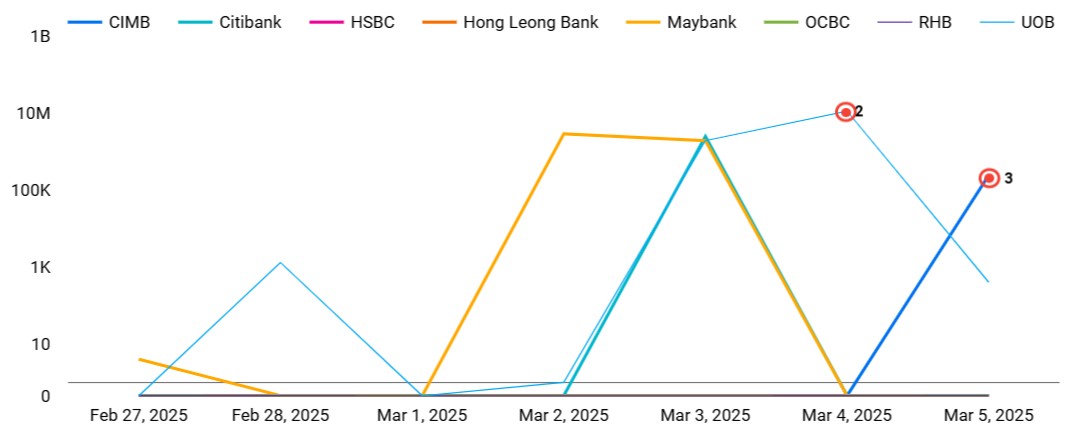 CIMB Citibank HSBC Hong Leong Bank Maybank OCBC RHB UOB
1B
10M
2
100K
3
1K
10
0
Feb 27, 2025 Feb 28, 2025 Mar 1, 2025 Mar 2, 2025 Mar 3, 2025 Mar 4, 2025 Mar 5, 2025